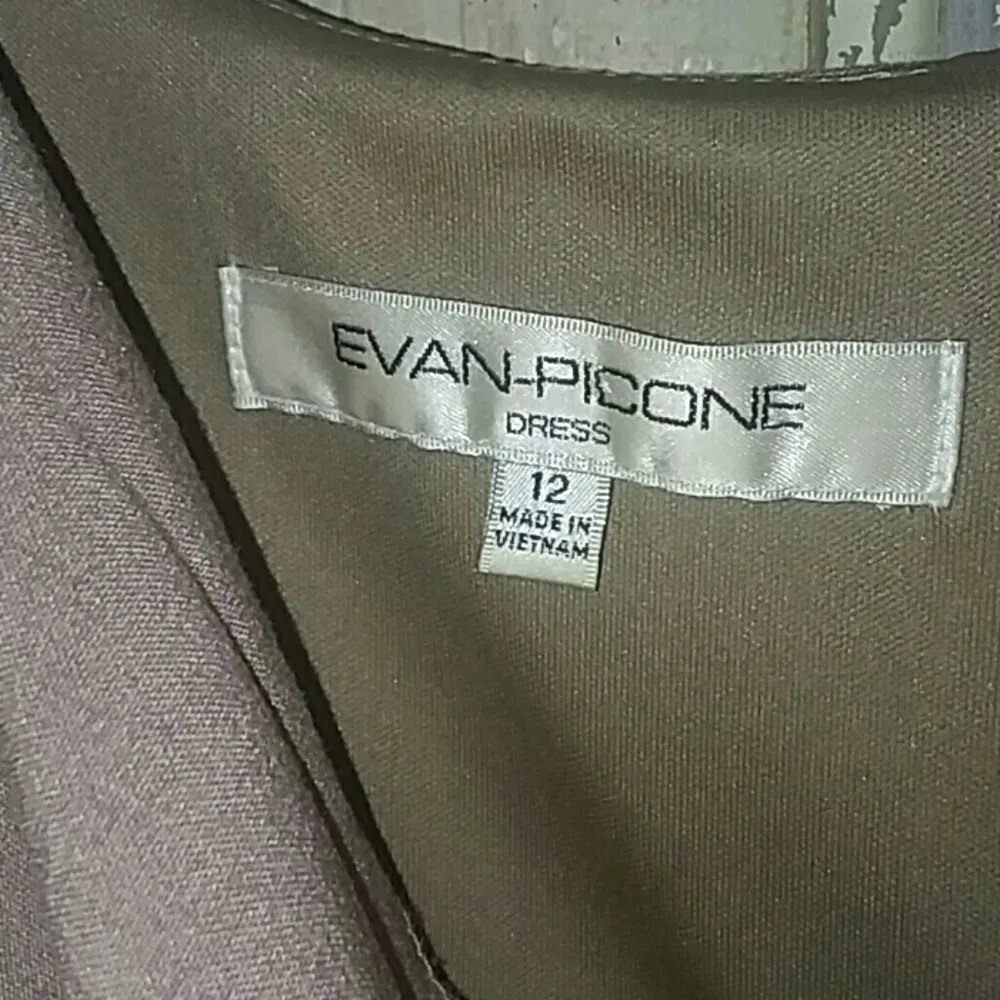 EVAN-PICONE
DRESS
12
MADE IN
VIETNAM